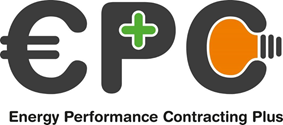 €PC+
Energy Performance Contracting Plus